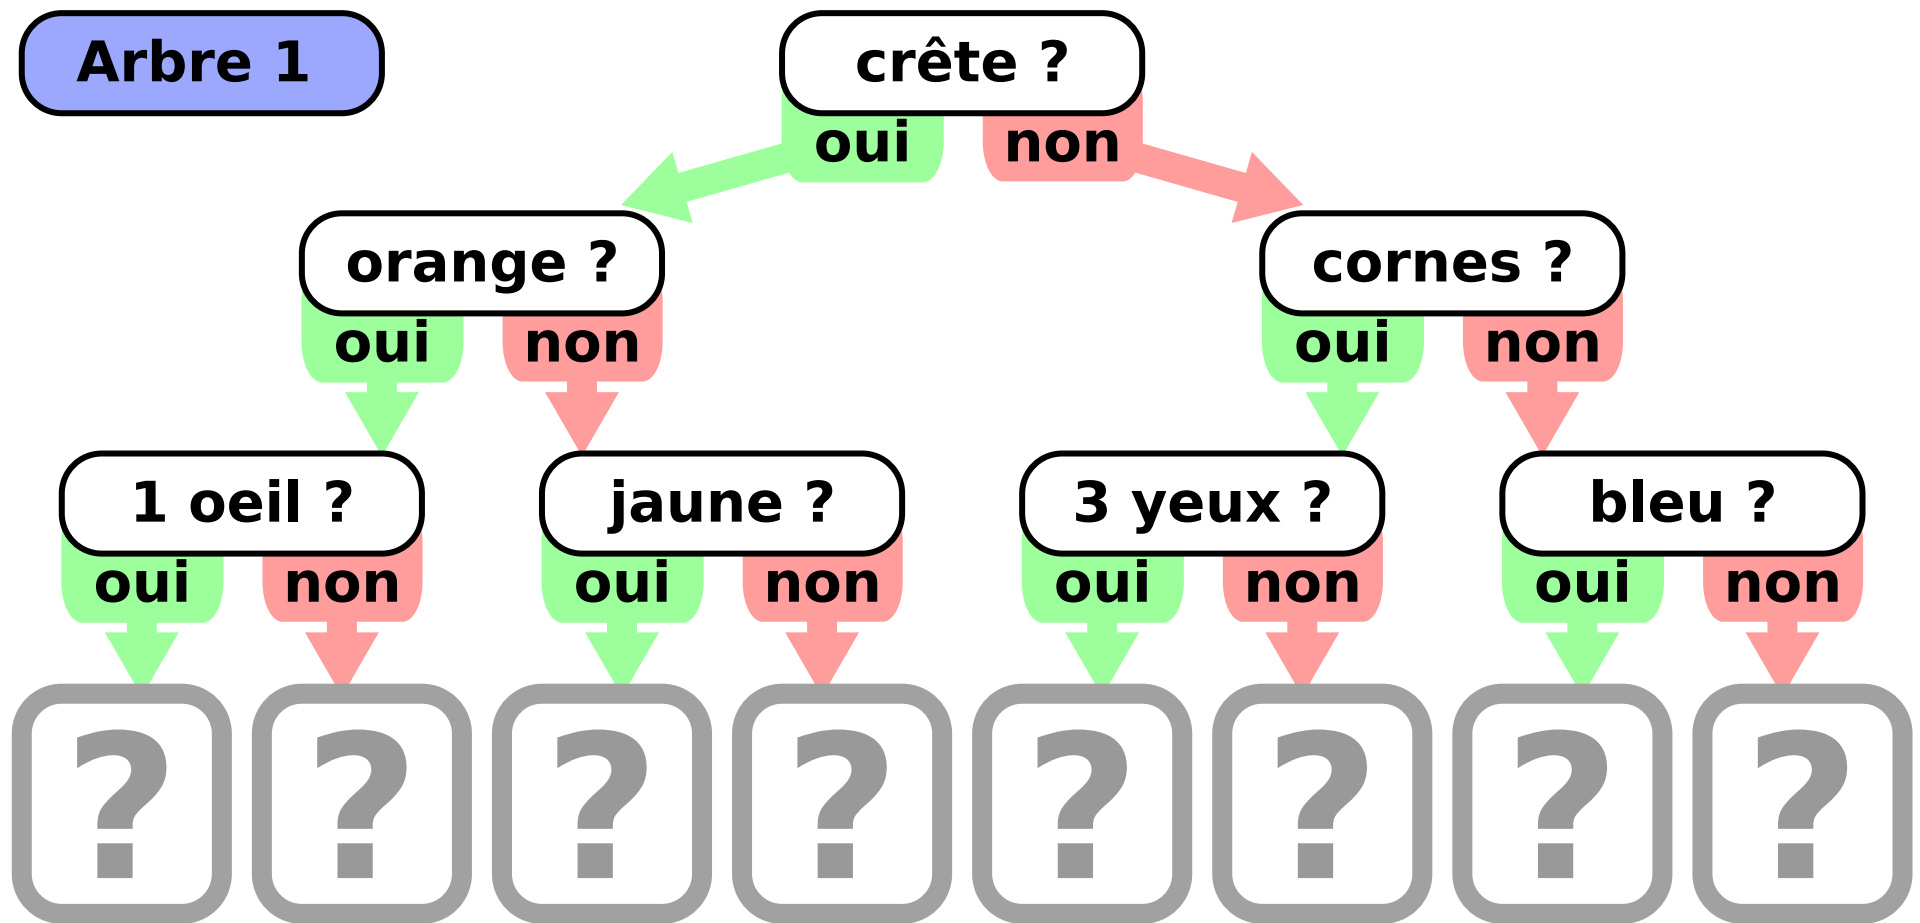 Arbre 1
crête ?
oui non
orange ?
cornes ?
oui non
oui non
1 oeil ?
jaune ?
3 yeux ?
bleu ?
oui non
oui non
oui non
oui non
? ? ? ? ? ? ? ?